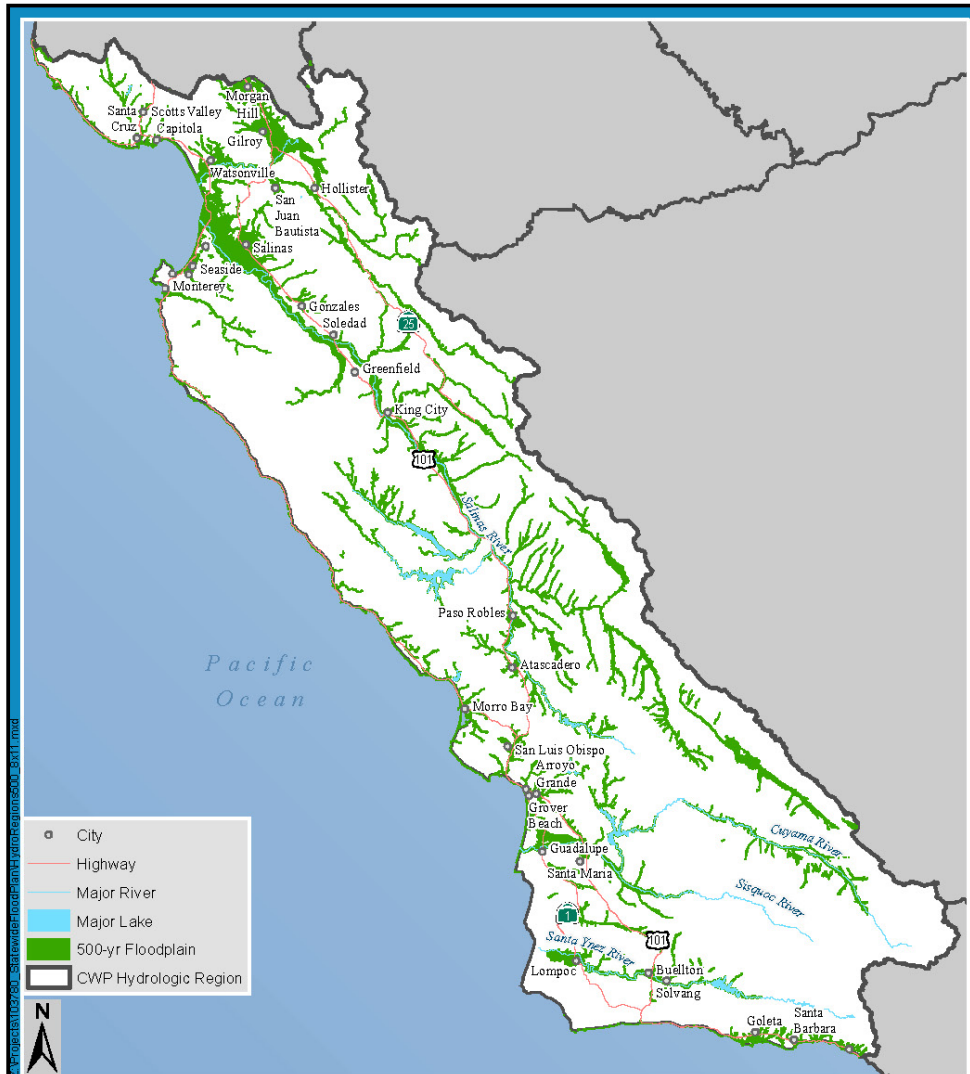 Morgan
Hill
Santa
Cruz
Scotts Valley
Capitola
Gilroy
Watsonville
Hollister
San
Juan
Bautista
Salinas
Seaside
Monterey
Gonzales
Soledad
25
Greenfield
King City
101
Salinas River
Paso Robles
Pacific
Ocean
Atascadero
Morro Bay
San Luis Obispo
Arroyo
Grande
Grover
Beach
Cuyama River
Guadalupe
Santa Maria
Sisquoc River
1
101
Santa Ynez River
Lompoc
Buellton
Solvang
Goleta
Santa
Barbara
City
Highway
Major River
Major Lake
500-yr Floodplain
CWP Hydrologic Region
N